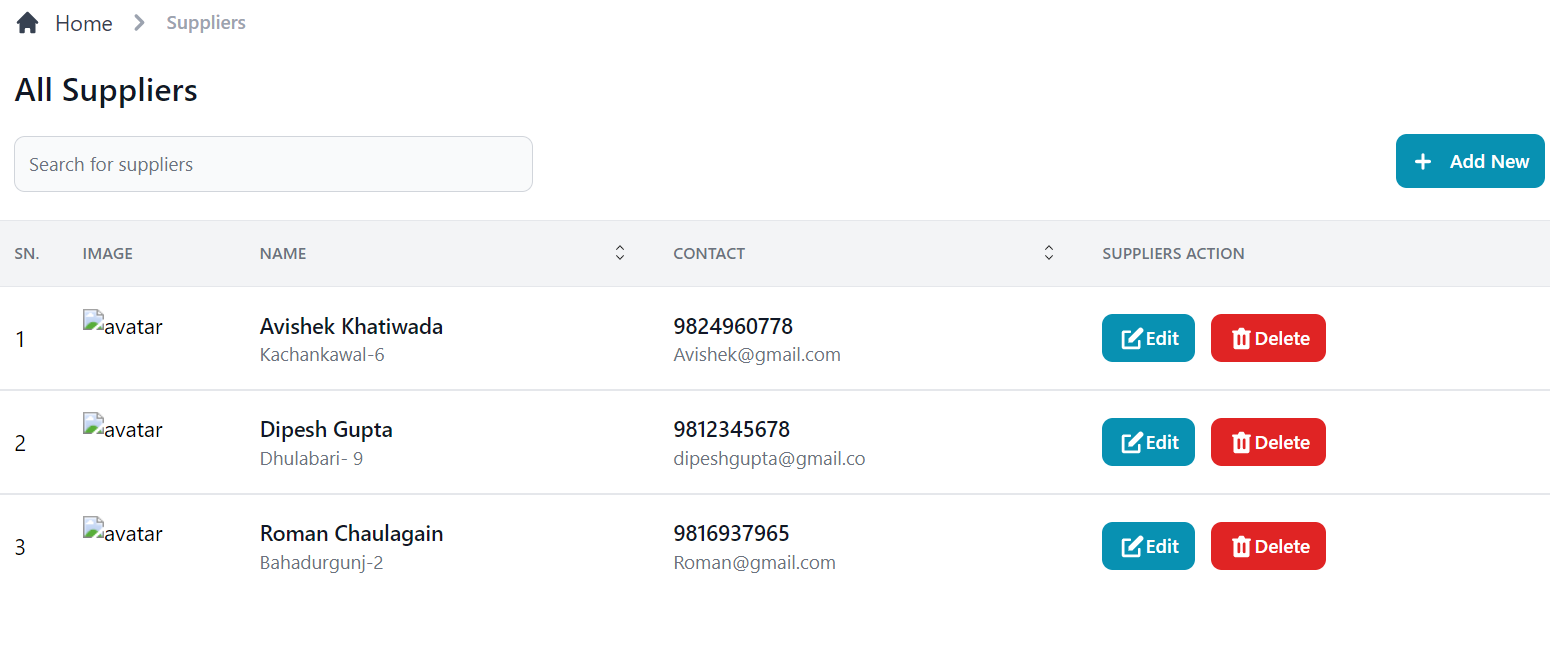 Home > Suppliers
All Suppliers
Search for suppliers
+ Add New
SN. IMAGE NAME CONTACT SUPPLIERS ACTION
1 avatar Avishek Khatiwada 9824960778 Edit Delete
Kachankawal-6 Avishek@gmail.com
2 avatar Dipesh Gupta 9812345678 Edit Delete
Dhulabari- 9 dipeshgupta@gmail.co
3 avatar Roman Chaulagain 9816937965 Edit Delete
Bahadurgunj-2 Roman@gmail.com